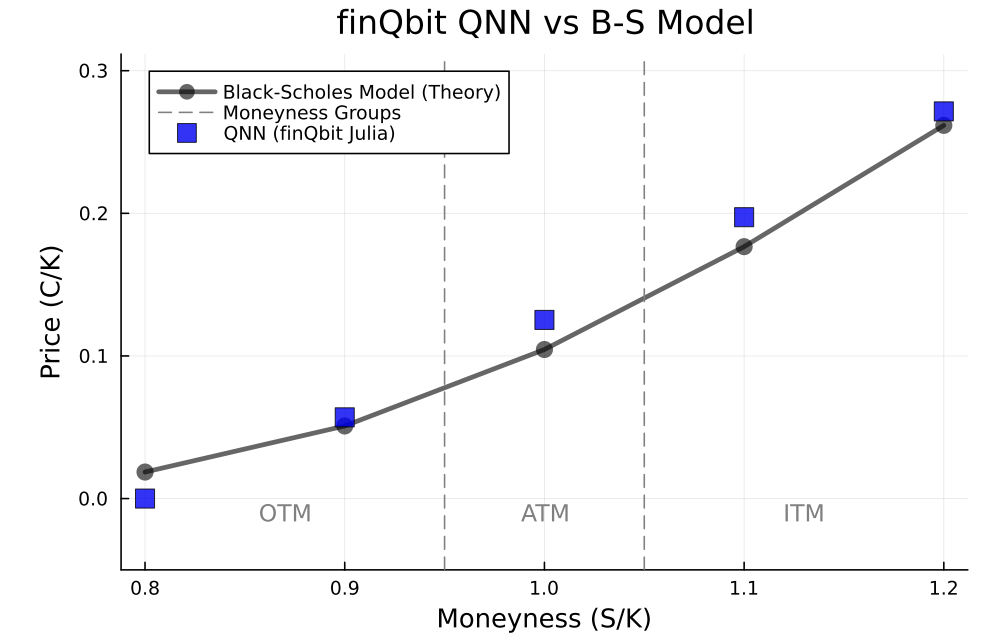 finQbit QNN vs B-S Model
0.3
Black-Scholes Model (Theory)
Moneyness Groups
QNN (finQbit Julia)
0.2
0.1
0.0
Price (C/K)
OTM ATM ITM
0.8 0.9 1.0 1.1 1.2
Moneyness (S/K)